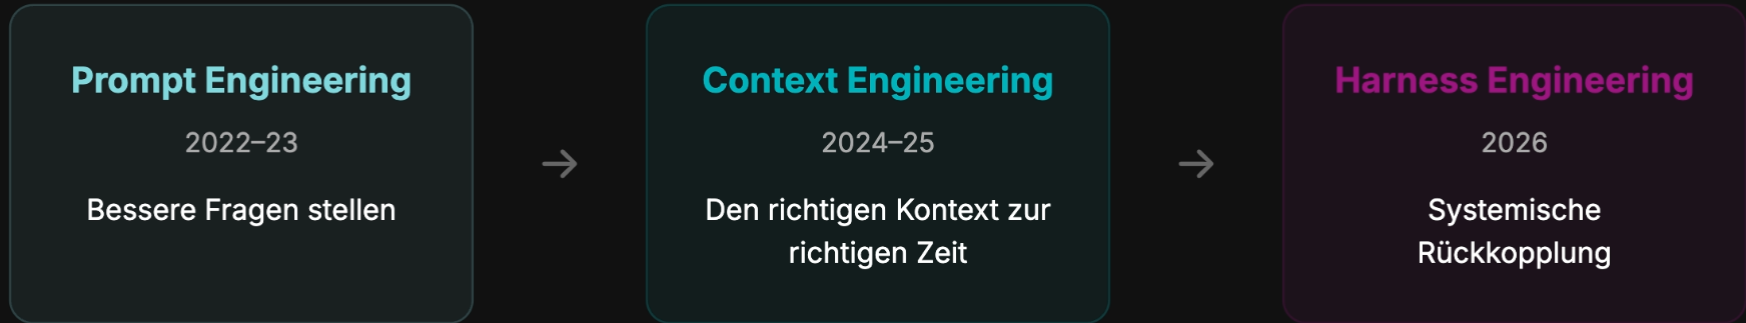 Prompt Engineering
2022–23
Bessere Fragen stellen
→
Context Engineering
2024–25
Den richtigen Kontext zur
richtigen Zeit
→
Harness Engineering
2026
Systemische
Rückkopplung